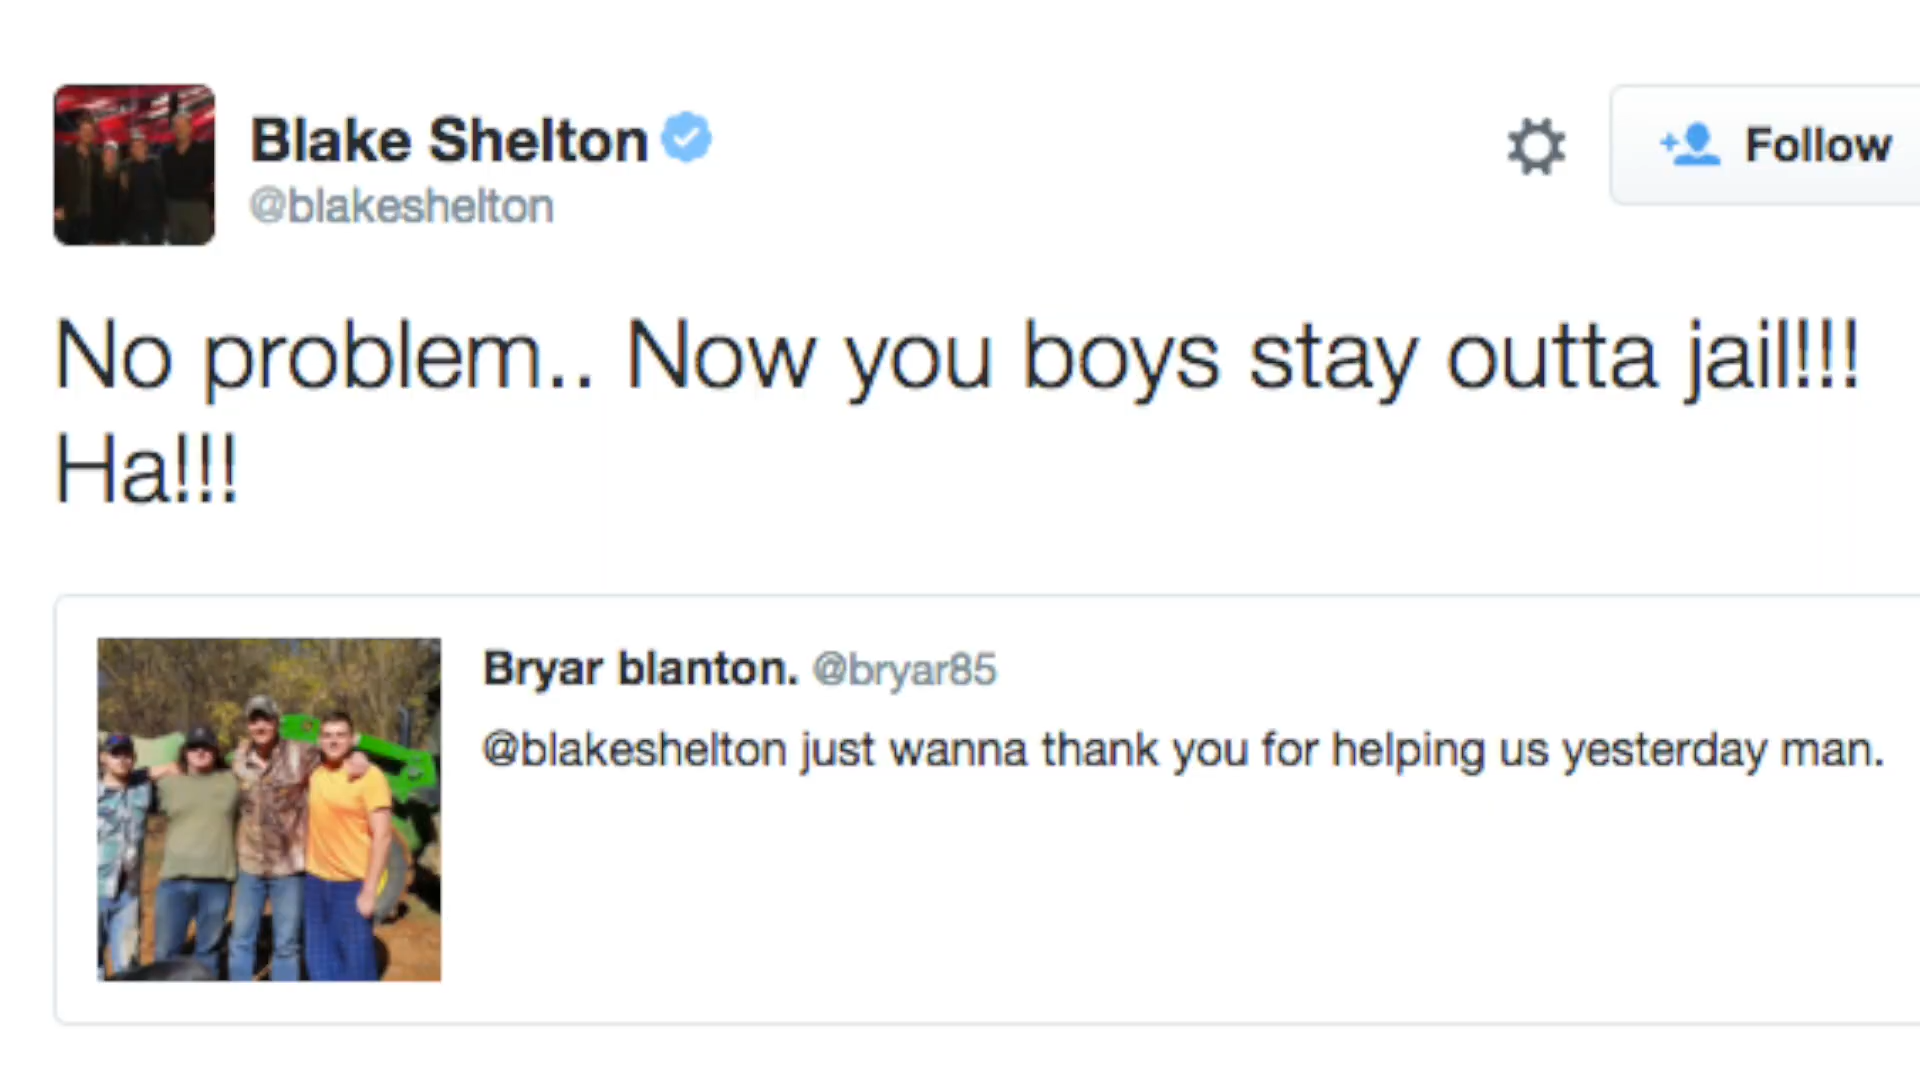 Blake Shelton
@blakeshelton
Follow
No problem.. Now you boys stay outta jail!!!
Ha!!!
Bryar blanton. @bryar85
@blakeshelton just wanna thank you for helping us yesterday man.